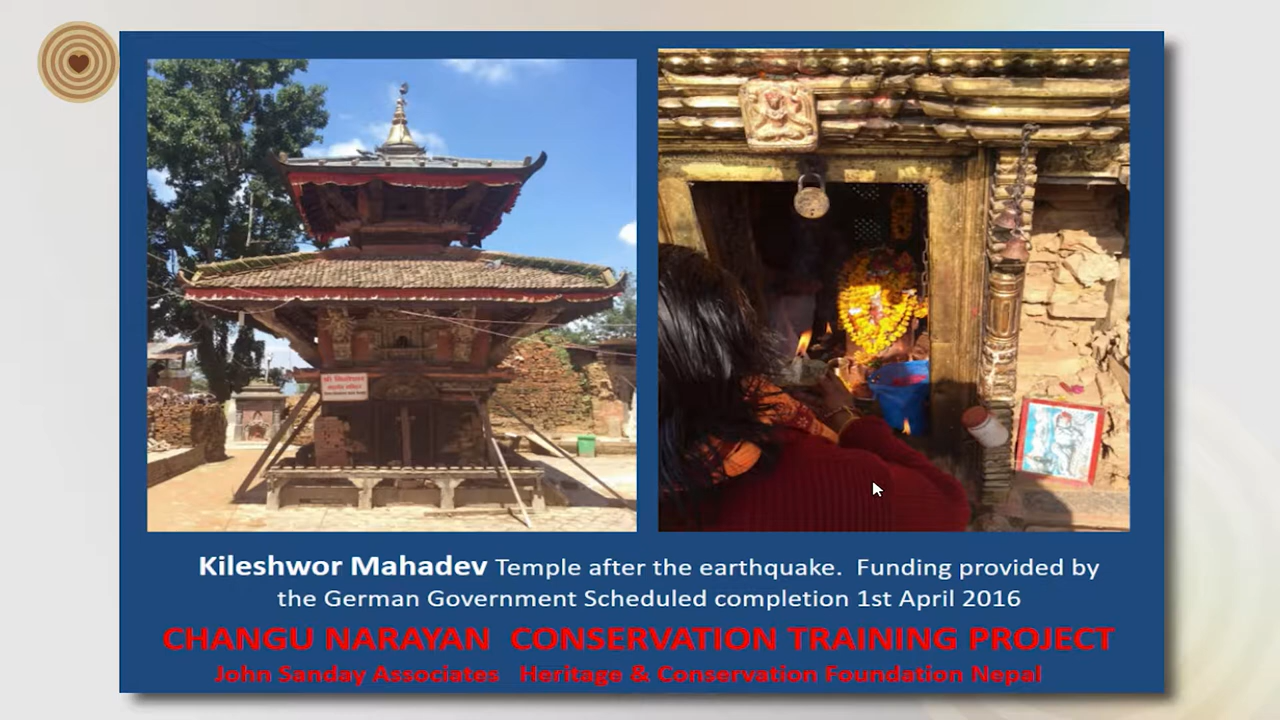 Kileshwor Mahadev Temple after the earthquake. Funding provided by
the German Government Scheduled completion 1st April 2016
CHANGU NARAYAN CONSERVATION TRAINING PROJECT
John Sanday Associates Heritage & Conservation Foundation Nepal